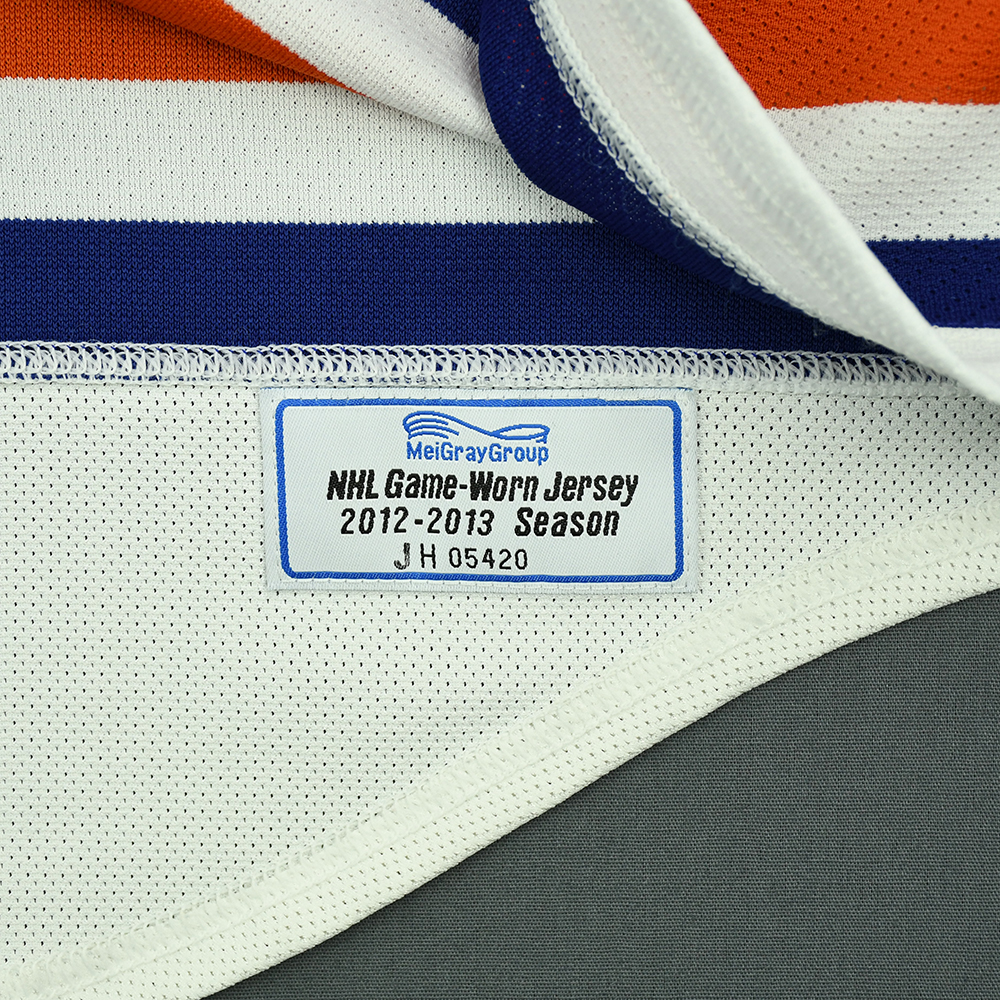 MeiGrayGroup
NHL Game-Worn Jersey
2012-2013 Season
JH 05420